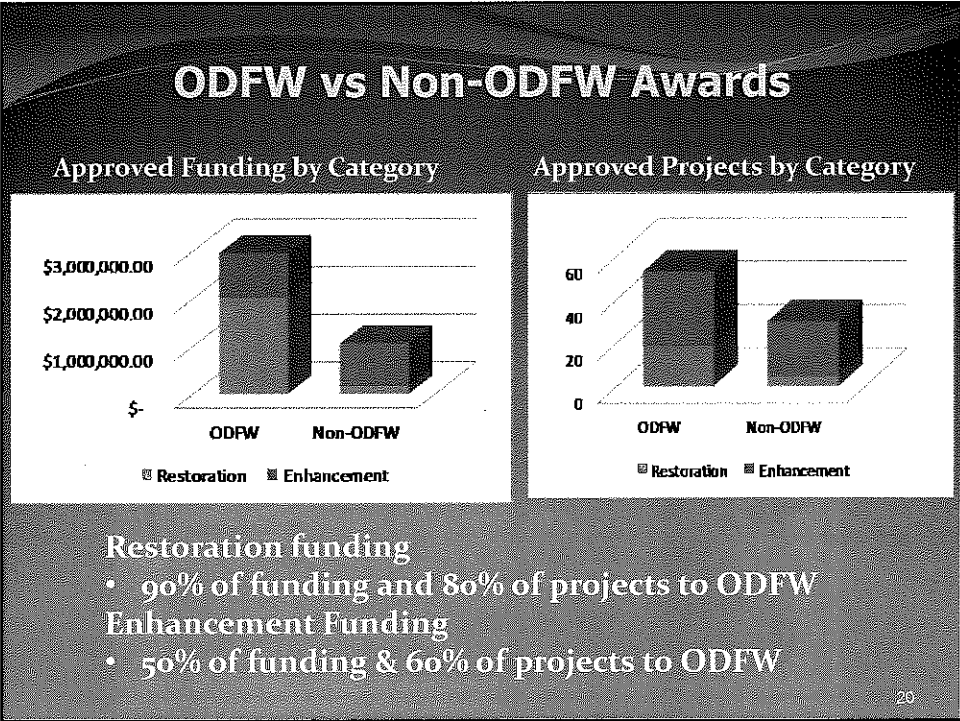 ODFW vs Non-ODFW Awards
Approved Funding by Category
$3,000,000.00
$2,000,000.00
$1,000,000.00
$-
ODFW Non-ODFW
Restoration Enhancement
Approved Projects by Category
60
40
20
0
ODFW Non-ODFW
Restoration Enhancement
Restoration funding
• 90% of funding and 80% of projects to ODFW
Enhancement Funding
• 50% of funding & 60% of projects to ODFW
20